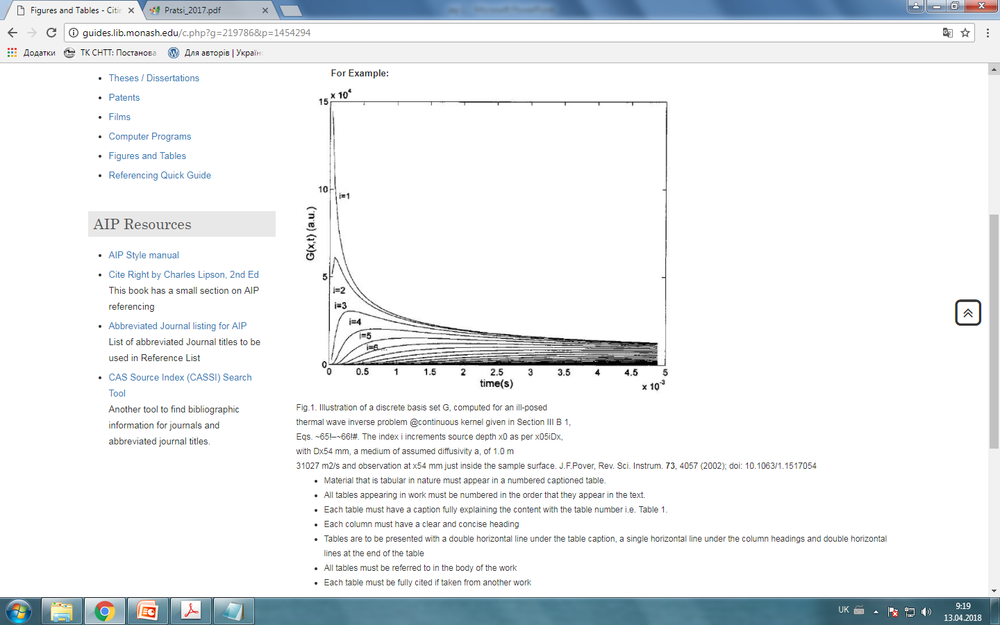 Figures and Tables - Citin
Pratsi_2017.pdf
guides.lib.monash.edu/c.php?g=219786&p=1454294
Додатки
ТК СНТТ: Постанова
Для авторів | Україн
Theses / Dissertations
Patents
Films
Computer Programs
Figures and Tables
Referencing Quick Guide
AIP Resources
AIP Style manual
Cite Right by Charles Lipson, 2nd Ed
This book has a small section on AIP
referencing
Abbreviated Journal listing for AIP
List of abbreviated Journal titles to be
used in Reference List
CAS Source Index (CASSI) Search
Tool
Another tool to find bibliographic
information for journals and
abbreviated journal titles.
For Example:
x 10⁴
15
10
5
0
G(x,t) (a.u.)
i=1
i=2
i=3
i=4
i=5
i=6...
0 0.5 1 1.5 2 2.5 3 3.5 4 4.5 5
time(s)
x 10⁻³
Fig.1. Illustration of a discrete basis set G, computed for an ill-posed
thermal wave inverse problem @continuous kernel given in Section III B 1,
Eqs. ~65!–~66!#. The index i increments source depth x0 as per x05iDx,
with Dx54 mm, a medium of assumed diffusivity a, of 1.0 m
31027 m2/s and observation at x54 mm just inside the sample surface. J.F.Pover, Rev. Sci. Instrum. 73, 4057 (2002); doi: 10.1063/1.1517054
Material that is tabular in nature must appear in a numbered captioned table.
All tables appearing in work must be numbered in the order that they appear in the text.
Each table must have a caption fully explaining the content with the table number i.e. Table 1.
Each column must have a clear and concise heading
Tables are to be presented with a double horizontal line under the table caption, a single horizontal line under the column headings and double horizontal
lines at the end of the table
All tables must be referred to in the body of the work
Each table must be fully cited if taken from another work
UK
9:19
13.04.2018